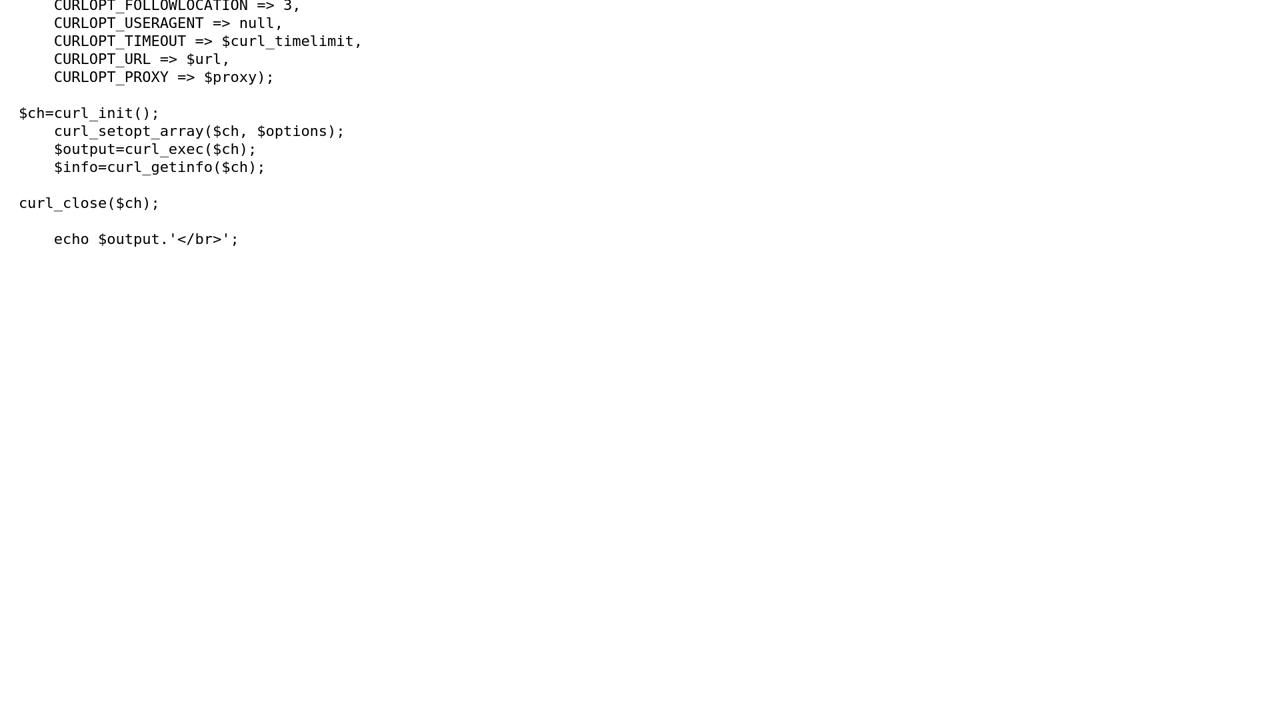 CURLOPT_FOLLOWLOCATION => 3,
CURLOPT_USERAGENT => null,
CURLOPT_TIMEOUT => $curl_timelimit,
CURLOPT_URL => $url,
CURLOPT_PROXY => $proxy);
$ch=curl_init();
curl_setopt_array($ch, $options);
$output=curl_exec($ch);
$info=curl_getinfo($ch);
curl_close($ch);
echo $output.'</br>';